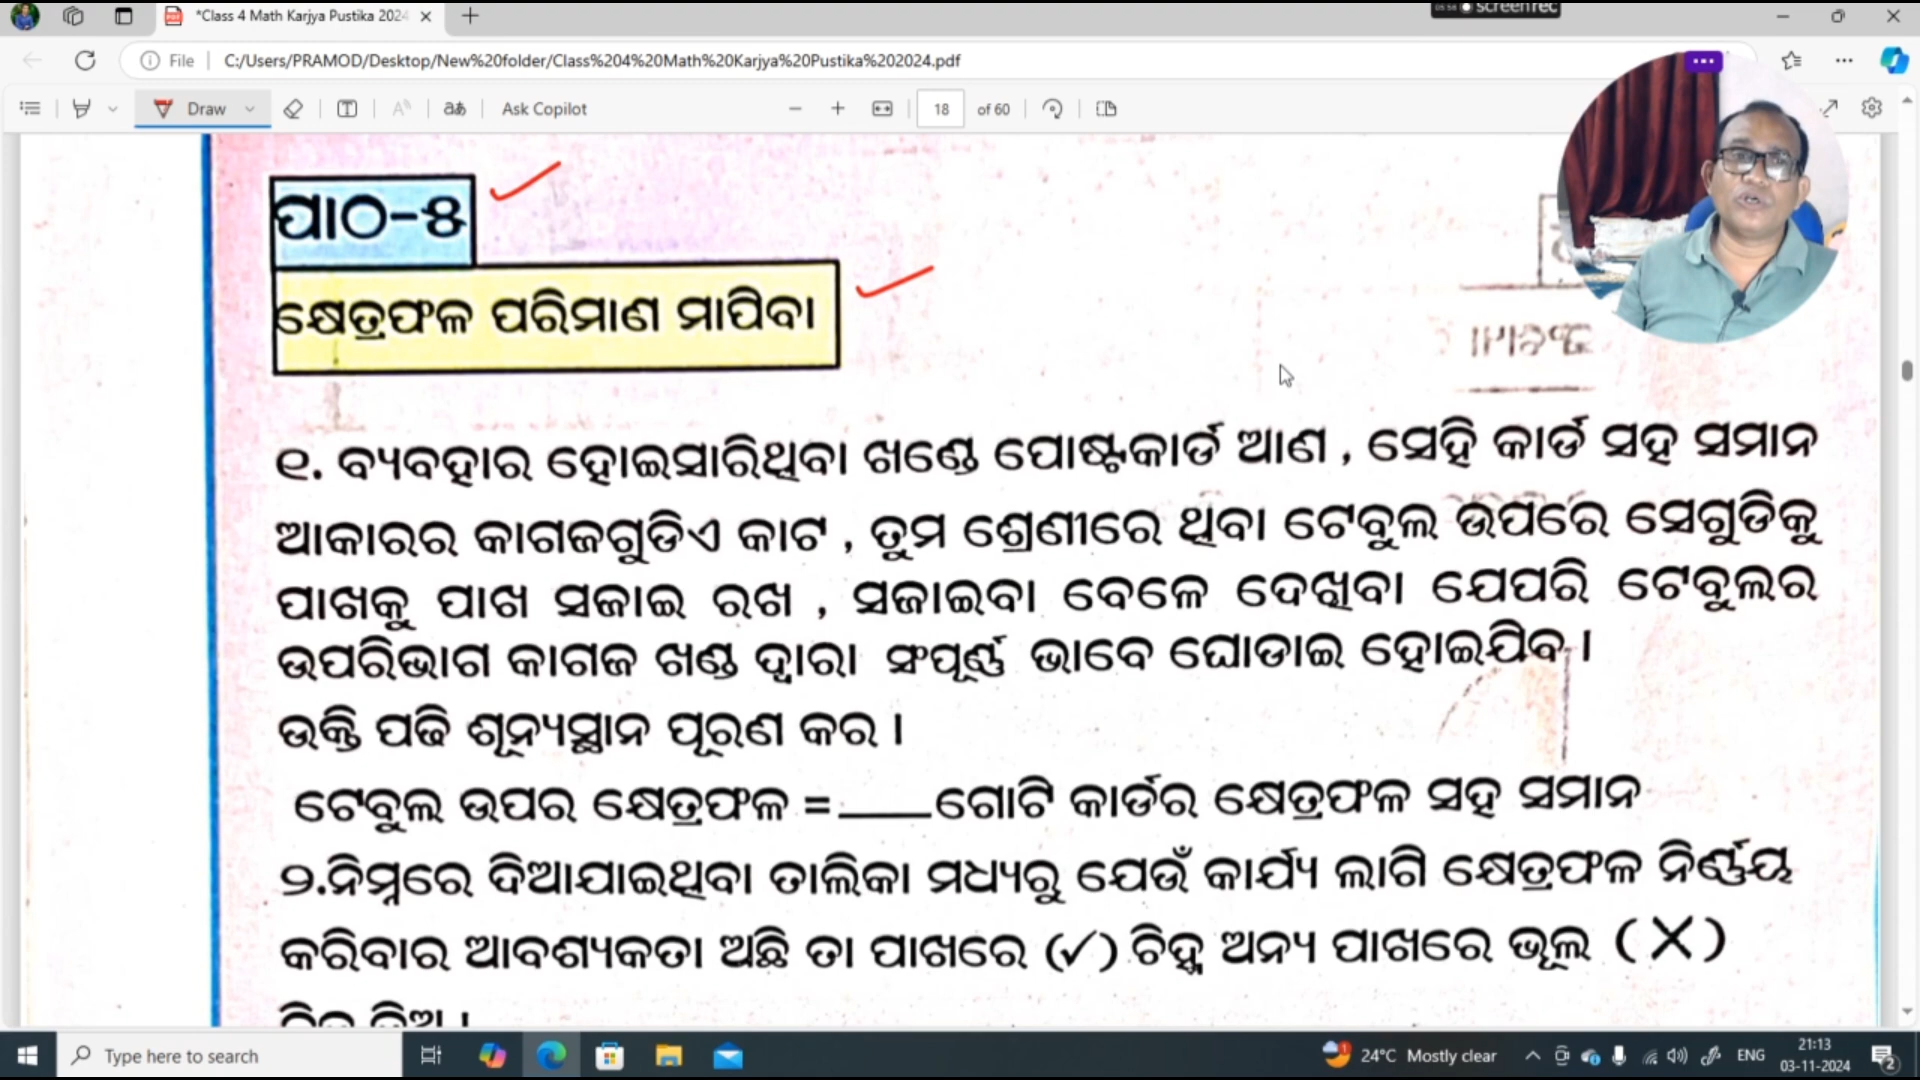 *Class 4 Math Karjya Pustika 2024
screenrec
File C:/Users/PRAMOD/Desktop/New%20folder/Class%204%20Math%20Karjya%20Pustika%202024.pdf
Draw Ask Copilot 18 of 60
ପାଠ-୫
କ୍ଷେତ୍ରଫଳ ପରିମାଣ ମାପିବା
୧. ବ୍ୟବହାର ହୋଇସାରିଥିବା ଖଣ୍ଡେ ପୋଷ୍ଟକାର୍ଡ ଆଣ , ସେହି କାର୍ଡ ସହ ସମାନ
ଆକାରର କାଗଜଗୁଡିଏ କାଟ , ତୁମ ଶ୍ରେଣୀରେ ଥିବା ଟେବୁଲ ଉପରେ ସେଗୁଡିକୁ
ପାଖକୁ ପାଖ ସଜାଇ ରଖ , ସଜାଇବା ବେଳେ ଦେଖିବା ଯେପରି ଟେବୁଲର
ଉପରିଭାଗ କାଗଜ ଖଣ୍ଡ ଦ୍ୱାରା ସଂପୂର୍ଣ୍ଣ ଭାବେ ଘୋଡାଇ ହୋଇଯିବ ।
ଉକ୍ତି ପଢି ଶୂନ୍ୟସ୍ଥାନ ପୂରଣ କର ।
ଟେବୁଲ ଉପର କ୍ଷେତ୍ରଫଳ = ____ ଗୋଟି କାର୍ଡର କ୍ଷେତ୍ରଫଳ ସହ ସମାନ
୨.ନିମ୍ନରେ ଦିଆଯାଇଥିବା ତାଲିକା ମଧ୍ୟରୁ ଯେଉଁ କାର୍ଯ୍ୟ ଲାଗି କ୍ଷେତ୍ରଫଳ ନିର୍ଣ୍ଣୟ
କରିବାର ଆବଶ୍ୟକତା ଅଛି ତା ପାଖରେ (✓) ଚିହ୍ନ ଅନ୍ୟ ପାଖରେ ଭୂଲ (X)
Type here to search
24°C Mostly clear
ENG
21:13
03-11-2024
2